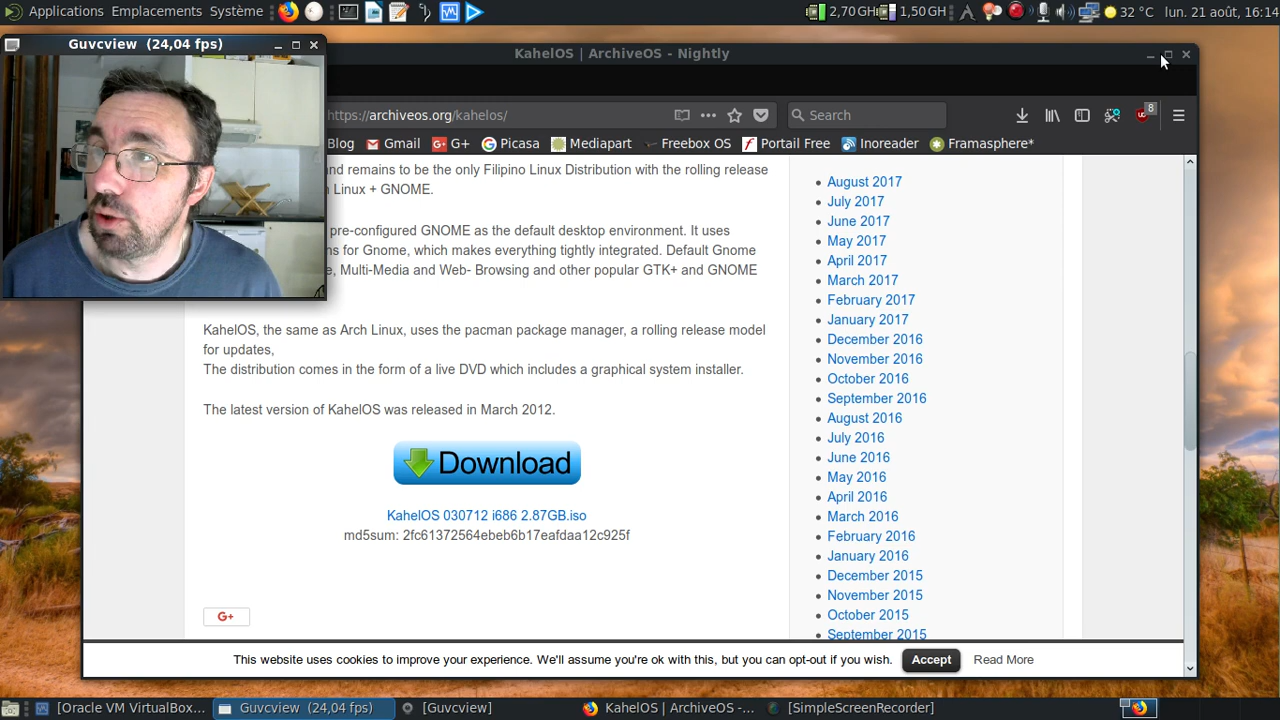 Applications Emplacements Système
2,70 GH 1,50 GH 32 °C lun. 21 août, 16:14
Guvcview (24,04 fps)
KahelOS | ArchiveOS - Nightly
https://archiveos.org/kahelos/
Search
8
Blog Gmail G+ Picasa Mediapart Freebox OS Portail Free Inoreader Framasphere*
and remains to be the only Filipino Linux Distribution with the rolling release
Linux + GNOME.
pre-configured GNOME as the default desktop environment. It uses
for Gnome, which makes everything tightly integrated. Default Gnome
Multi-Media and Web- Browsing and other popular GTK+ and GNOME
KahelOS, the same as Arch Linux, uses the pacman package manager, a rolling release model
for updates,
The distribution comes in the form of a live DVD which includes a graphical system installer.
The latest version of KahelOS was released in March 2012.
Download
KahelOS 030712 i686 2.87GB.iso
md5sum: 2fc61372564ebeb6b17eafdaa12c925f
G+
August 2017
July 2017
June 2017
May 2017
April 2017
March 2017
February 2017
January 2017
December 2016
November 2016
October 2016
September 2016
August 2016
July 2016
June 2016
May 2016
April 2016
March 2016
February 2016
January 2016
December 2015
November 2015
October 2015
September 2015
This website uses cookies to improve your experience. We'll assume you're ok with this, but you can opt-out if you wish. Accept Read More
[Oracle VM VirtualBox... Guvcview (24,04 fps) [Guvcview] KahelOS | ArchiveOS -... [SimpleScreenRecorder]